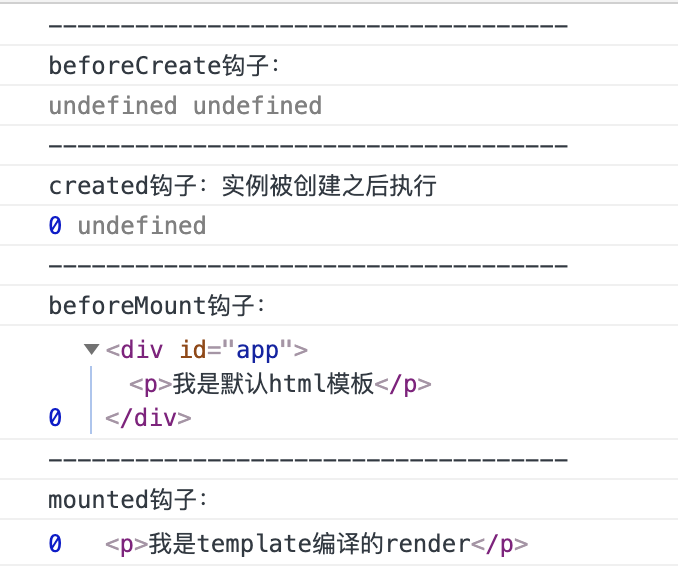 ------------------------------------
beforeCreate钩子:
undefined undefined
------------------------------------
created钩子: 实例被创建之后执行
0 undefined
------------------------------------
beforeMount钩子:
▼<div id="app">
<p>我是默认html模板</p>
0 </div>
------------------------------------
mounted钩子:
0 <p>我是template编译的render</p>